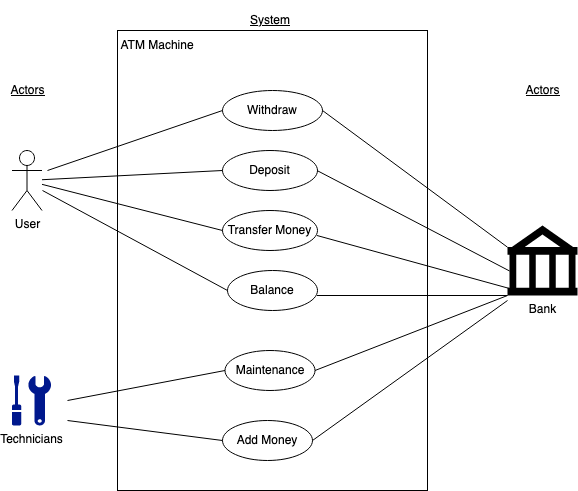 System
ATM Machine
Actors
Actors
Withdraw
Deposit
User
Transfer Money
Balance
Bank
Maintenance
Technicians
Add Money